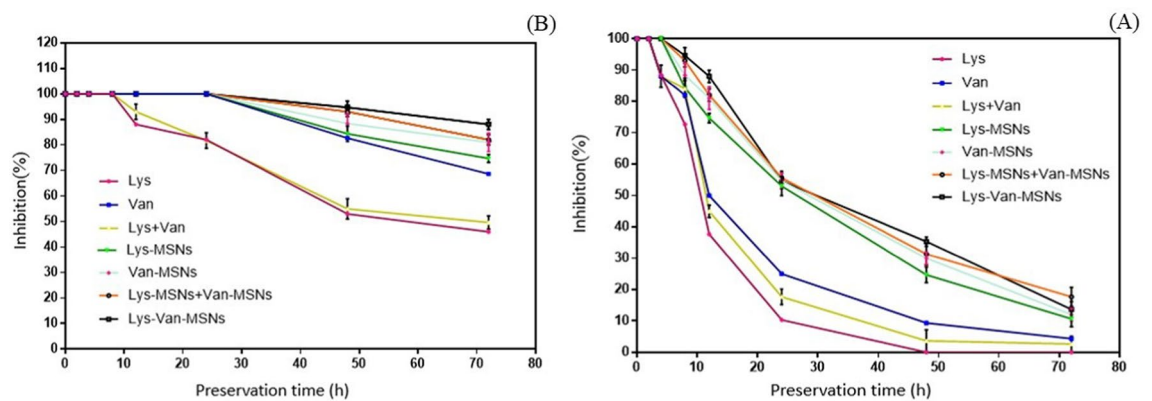 (B)
120
110
100
90
80
70
60
50
40
30
20
10
0
Inhibition(%)
Lys
Van
Lys+Van
Lys-MSNs
Van-MSNs
Lys-MSNs+Van-MSNs
Lys-Van-MSNs
0 10 20 30 40 50 60 70 80
Preservation time (h)
(A)
100
90
80
70
60
50
40
30
20
10
0
Inhibition(%)
Lys
Van
Lys+Van
Lys-MSNs
Van-MSNs
Lys-MSNs+Van-MSNs
Lys-Van-MSNs
0 10 20 30 40 50 60 70 80
Preservation time (h)